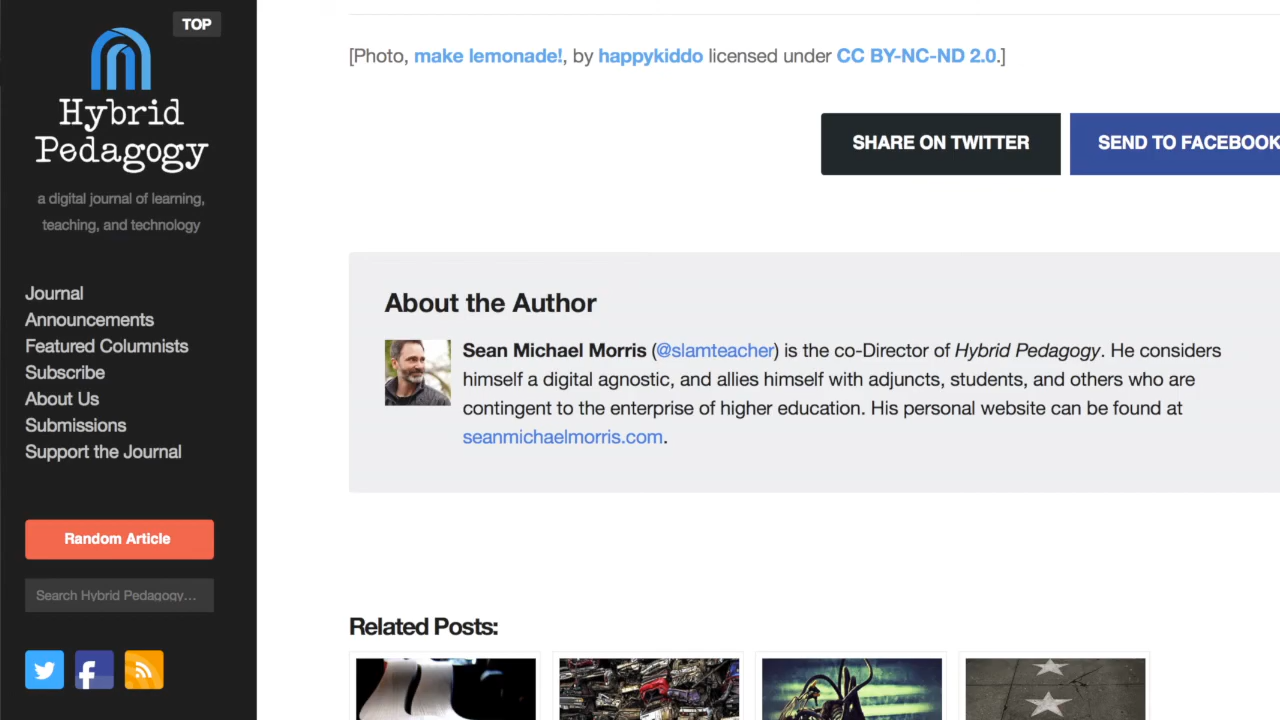 TOP
Hybrid
Pedagogy
a digital journal of learning,
teaching, and technology
Journal
Announcements
Featured Columnists
Subscribe
About Us
Submissions
Support the Journal
Random Article
Search Hybrid Pedagogy...
[Photo, make lemonade!, by happykiddo licensed under CC BY-NC-ND 2.0.]
SHARE ON TWITTER
SEND TO FACEBOOK
About the Author
Sean Michael Morris (@slamteacher) is the co-Director of Hybrid Pedagogy. He considers
himself a digital agnostic, and allies himself with adjuncts, students, and others who are
contingent to the enterprise of higher education. His personal website can be found at
seanmichaelmorris.com.
Related Posts: